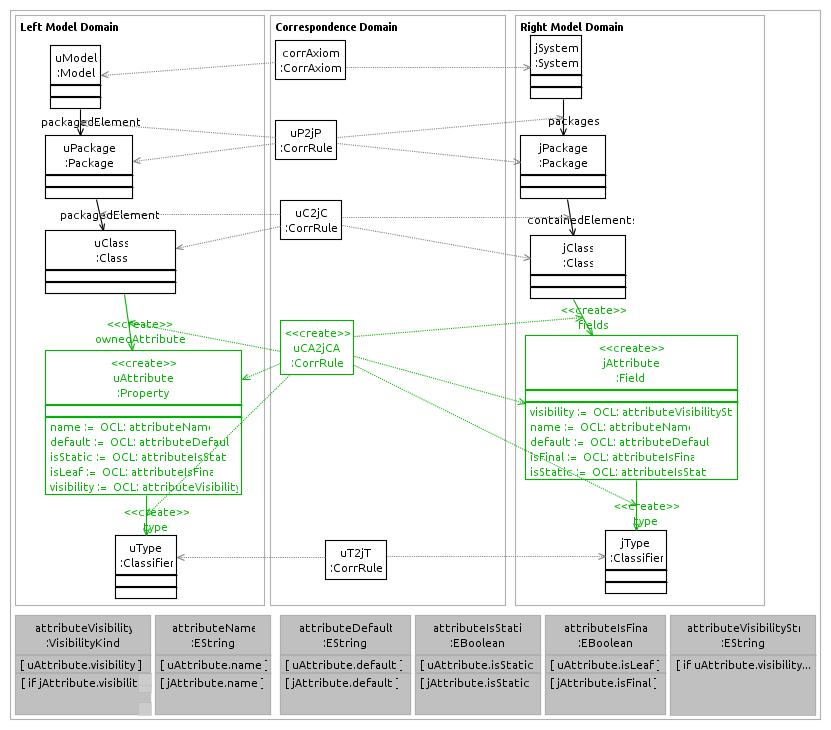 Left Model Domain
Correspondence Domain
Right Model Domain
uModel
:Model
corrAxiom
:CorrAxiom
jSystem
:System
packagedElement
packages
uP2jP
:CorrRule
uPackage
:Package
jPackage
:Package
packagedElement
containedElements
uC2jC
:CorrRule
uClass
:Class
jClass
:Class
<<create>>
ownedAttribute
<<create>>
fields
<<create>>
uCA2jCA
:CorrRule
<<create>>
uAttribute
:Property
name := OCL: attributeName
default := OCL: attributeDefaul
isStatic := OCL: attributeIsStat
isLeaf := OCL: attributeIsFina
visibility := OCL: attributeVisibility
<<create>>
jAttribute
:Field
visibility := OCL: attributeVisibilitySt
name := OCL: attributeName
default := OCL: attributeDefaul
isFinal := OCL: attributeIsFina
isStatic := OCL: attributeIsStat
<<create>>
type
<<create>>
type
uType
:Classifier
uT2jT
:CorrRule
jType
:Classifier
attributeVisibility
:VisibilityKind
[ uAttribute.visibility ]
[ if jAttribute.visibilit
attributeName
:EString
[ uAttribute.name ]
[ jAttribute.name ]
attributeDefault
:EString
[ uAttribute.default ]
[ jAttribute.default ]
attributeIsStati
:EBoolean
[ uAttribute.isStatic
[ jAttribute.isStatic
attributeIsFina
:EBoolean
[ uAttribute.isLeaf ]
[ jAttribute.isFinal ]
attributeVisibilityStr
:EString
[ if uAttribute.visibility...